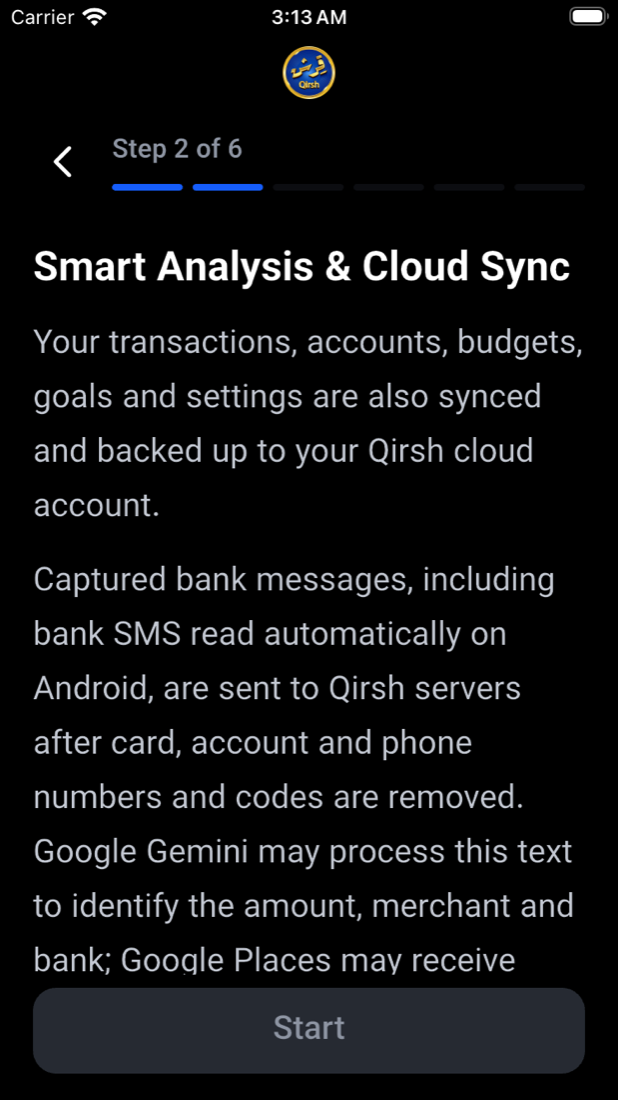 Carrier
3:13 AM
قرش
Qirsh
Step 2 of 6
Smart Analysis & Cloud Sync
Your transactions, accounts, budgets,
goals and settings are also synced
and backed up to your Qirsh cloud
account.
Captured bank messages, including
bank SMS read automatically on
Android, are sent to Qirsh servers
after card, account and phone
numbers and codes are removed.
Google Gemini may process this text
to identify the amount, merchant and
bank; Google Places may receive
Start